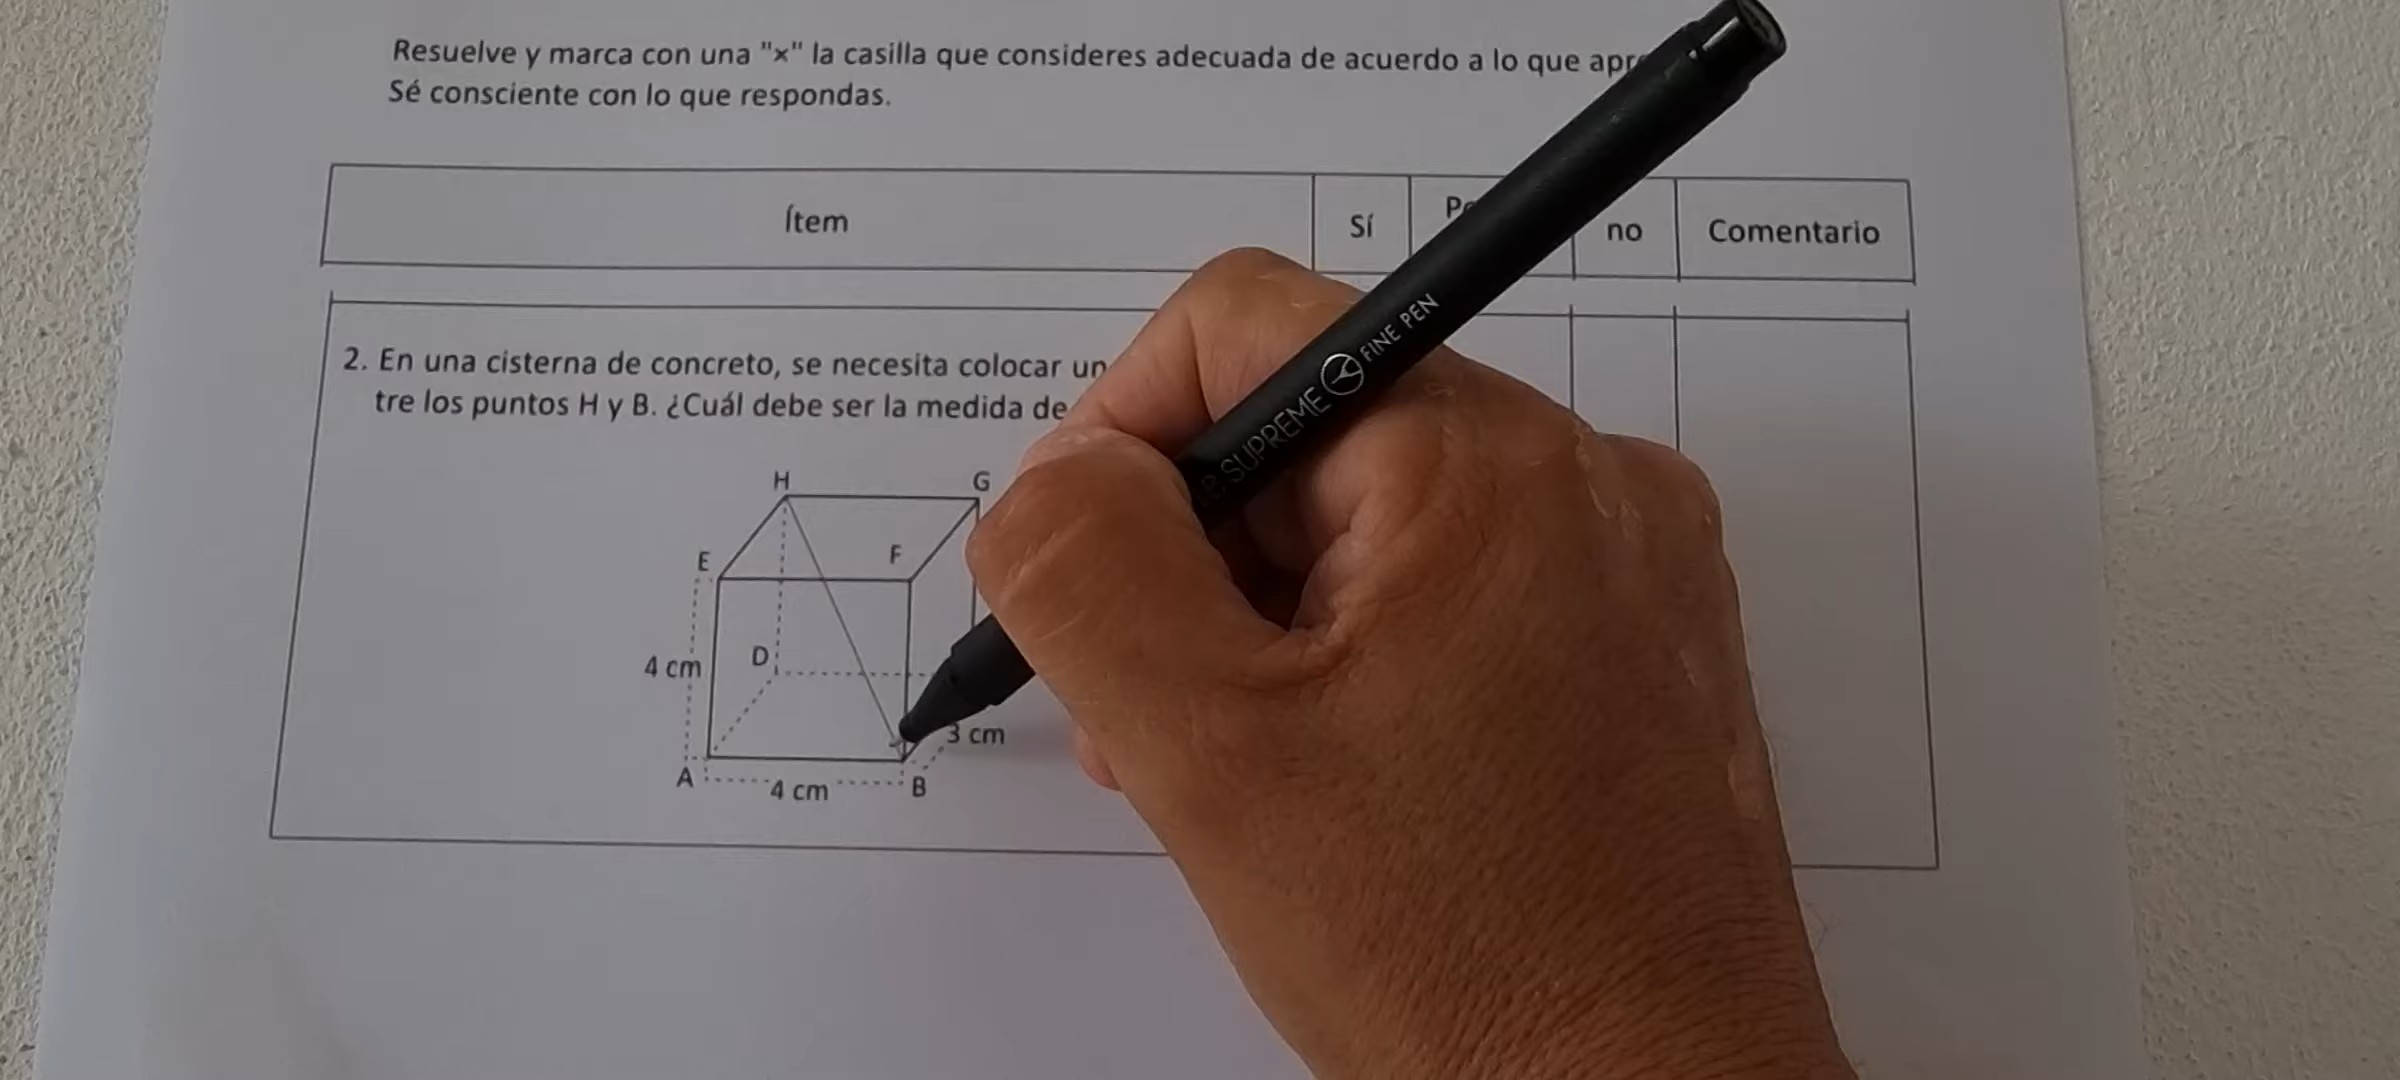 Resuelve y marca con una "x" la casilla que consideres adecuada de acuerdo a lo que
Sé consciente con lo que respondas.
Ítem
Sí
no
Comentario
2. En una cisterna de concreto, se necesita colocar un
tre los puntos H y B. ¿Cuál debe ser la medida de
H
G
E
F
4 cm
D
3 cm
A
4 cm
B
SUPREME FINE PEN